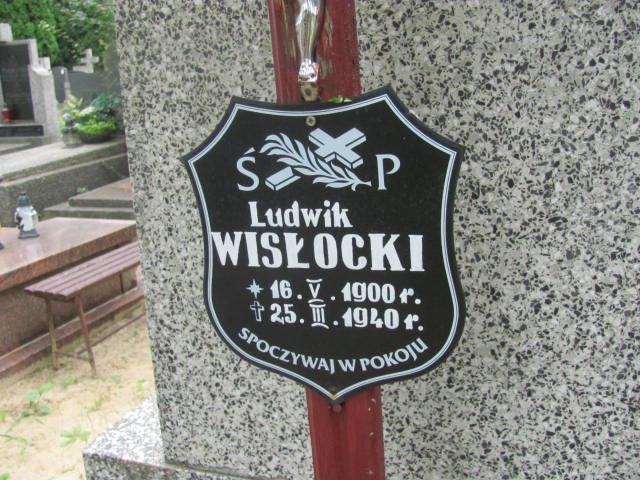 Ś P
Ludwik
WISŁOCKI
* 16. V. 1900 r.
† 25. III. 1940 r.
SPOCZYWAJ W POKOJU